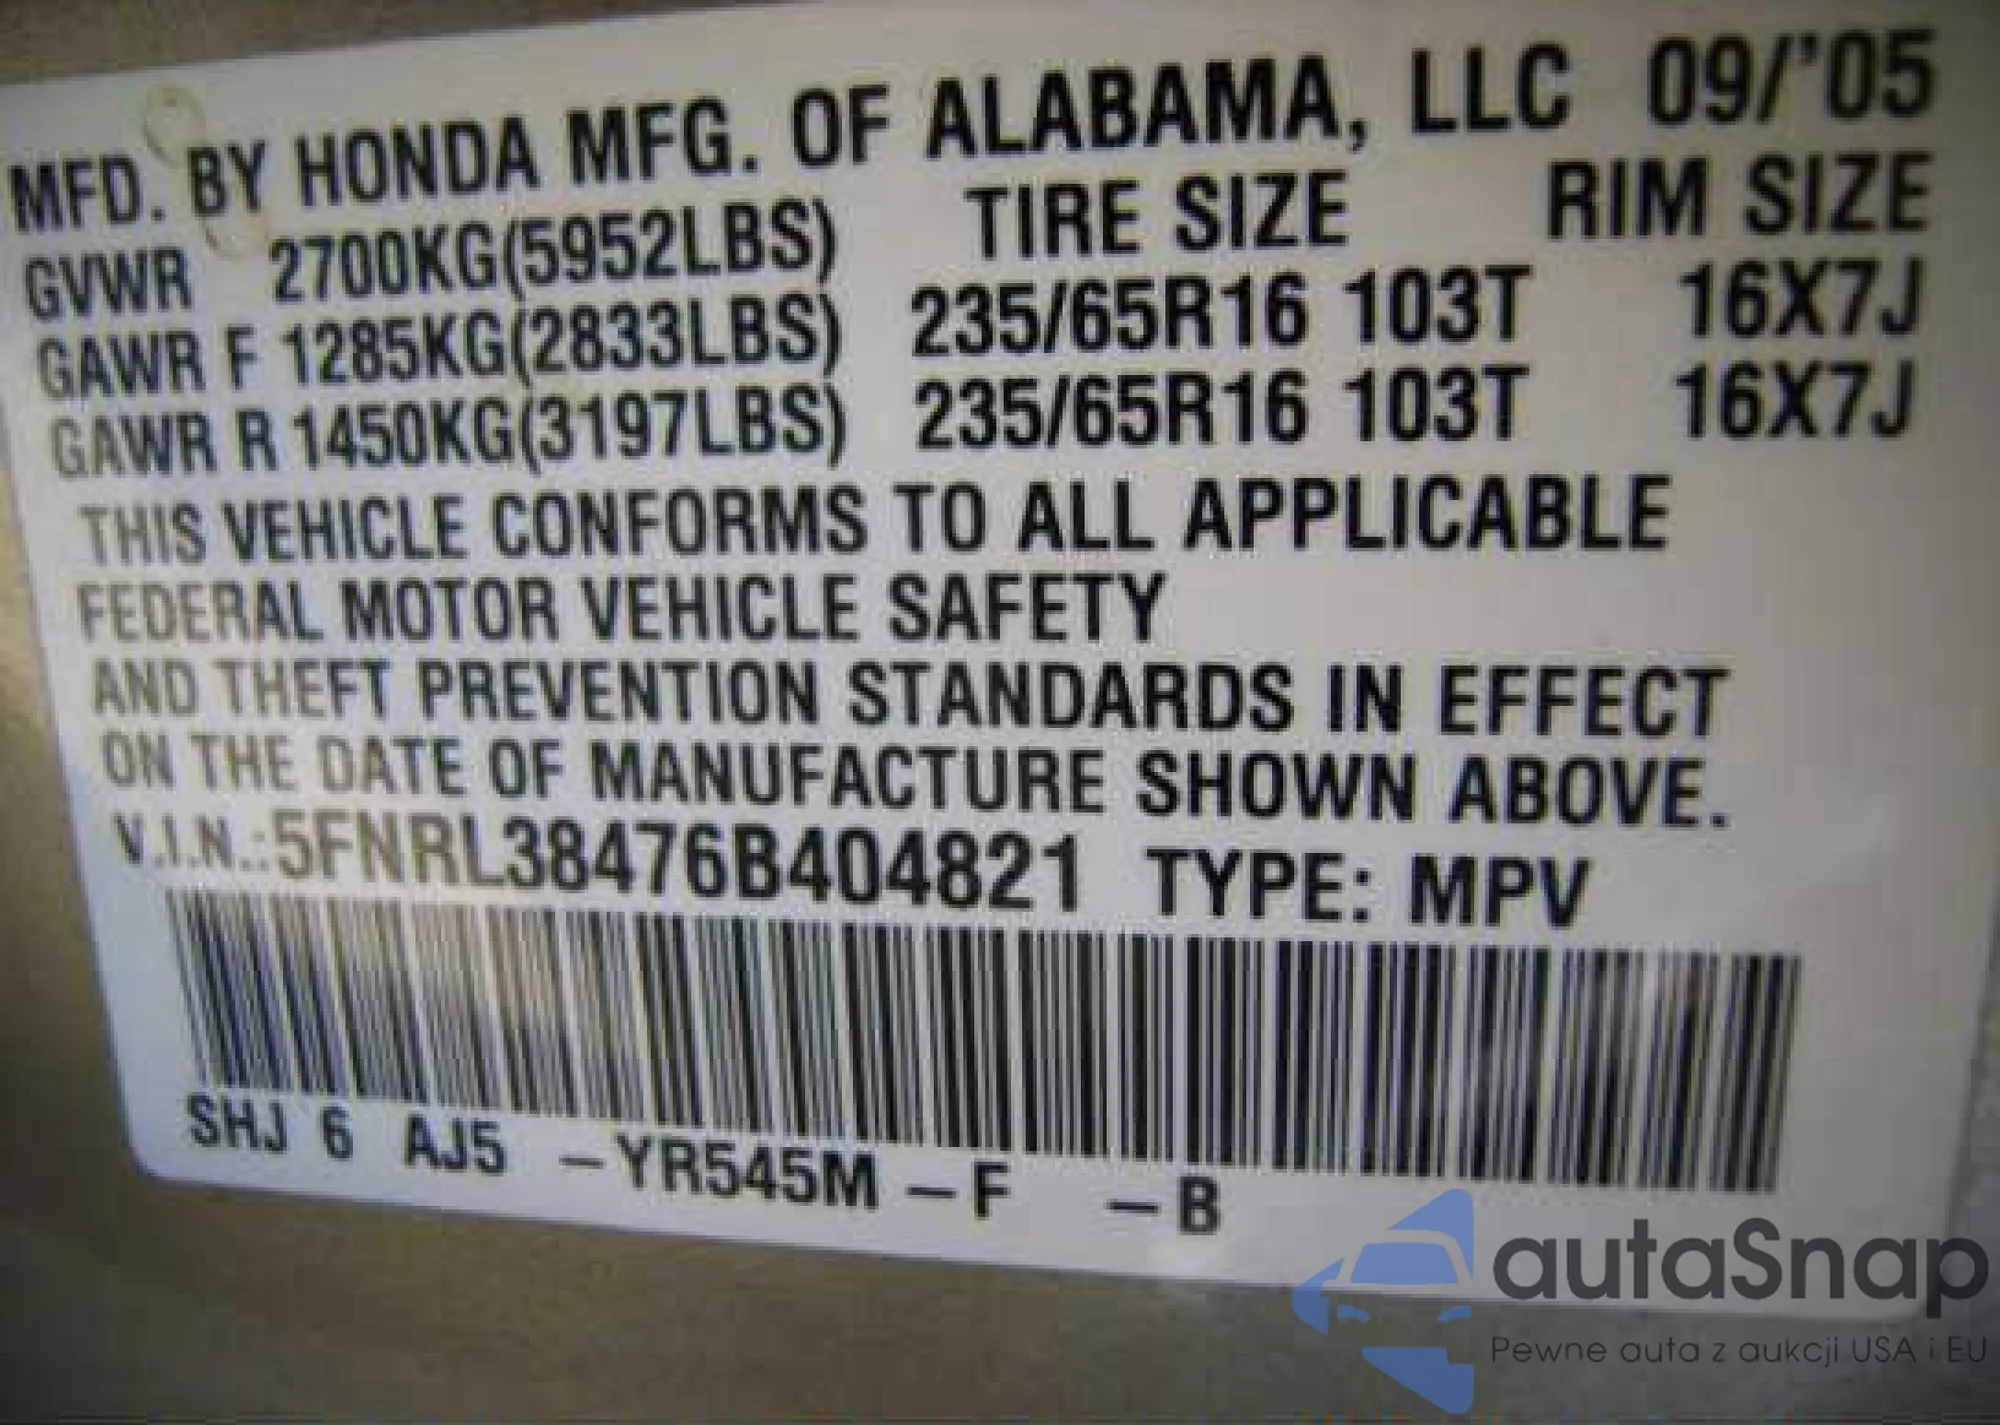 MFD. BY HONDA MFG. OF ALABAMA, LLC 09/'05
GVWR 2700KG(5952LBS) TIRE SIZE RIM SIZE
GAWR F 1285KG(2833LBS) 235/65R16 103T 16X7J
GAWR R 1450KG(3197LBS) 235/65R16 103T 16X7J
THIS VEHICLE CONFORMS TO ALL APPLICABLE
FEDERAL MOTOR VEHICLE SAFETY
AND THEFT PREVENTION STANDARDS IN EFFECT
ON THE DATE OF MANUFACTURE SHOWN ABOVE.
V.I.N.:5FNRL38476B404821 TYPE: MPV
SHJ 6 AJ5 –YR545M –F –B
autaSnap
Pewne auta z aukcji USA i EU